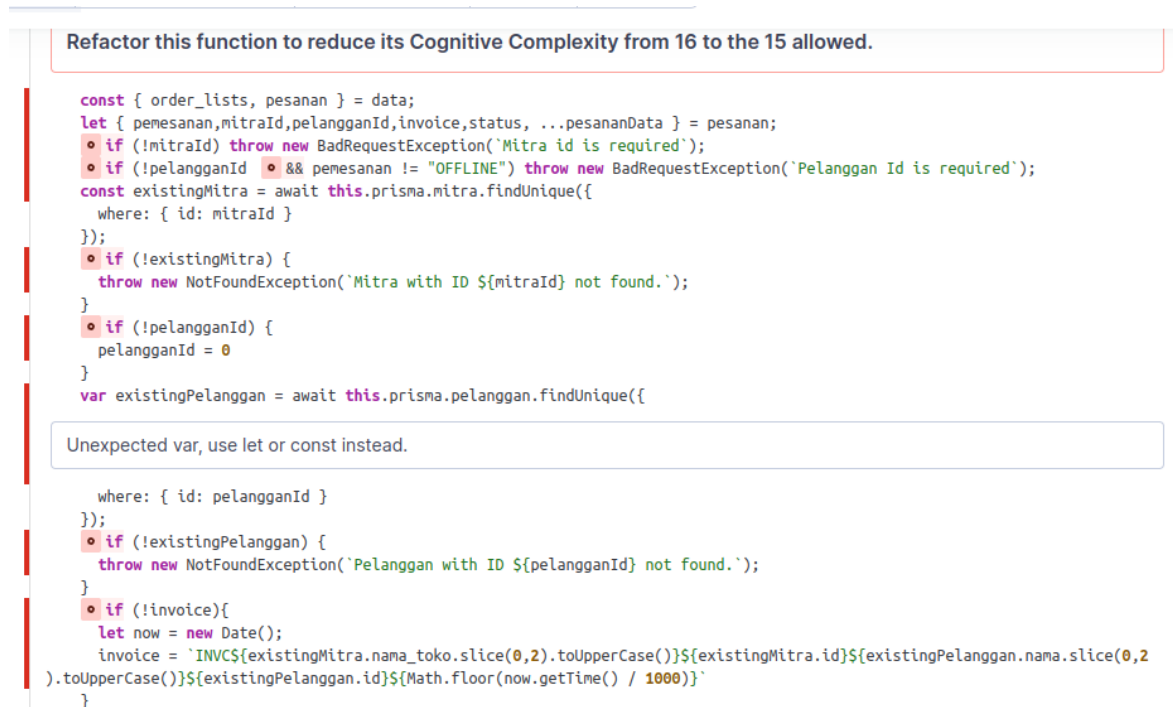 Refactor this function to reduce its Cognitive Complexity from 16 to the 15 allowed.
const { order_lists, pesanan } = data;
let { pemesanan,mitraId,pelangganId,invoice,status, ...pesananData } = pesanan;
if (!mitraId) throw new BadRequestException(`Mitra id is required`);
if (!pelangganId && pemesanan != "OFFLINE") throw new BadRequestException(`Pelanggan Id is required`);
const existingMitra = await this.prisma.mitra.findUnique({
where: { id: mitraId }
});
if (!existingMitra) {
throw new NotFoundException(`Mitra with ID ${mitraId} not found.`);
}
if (!pelangganId) {
pelangganId = 0
}
var existingPelanggan = await this.prisma.pelanggan.findUnique({
Unexpected var, use let or const instead.
where: { id: pelangganId }
});
if (!existingPelanggan) {
throw new NotFoundException(`Pelanggan with ID ${pelangganId} not found.`);
}
if (!invoice){
let now = new Date();
invoice = `INVC${existingMitra.nama_toko.slice(0,2).toUpperCase()}${existingMitra.id}${existingPelanggan.nama.slice(0,2
).toUpperCase()}${existingPelanggan.id}${Math.floor(now.getTime() / 1000)}`
}